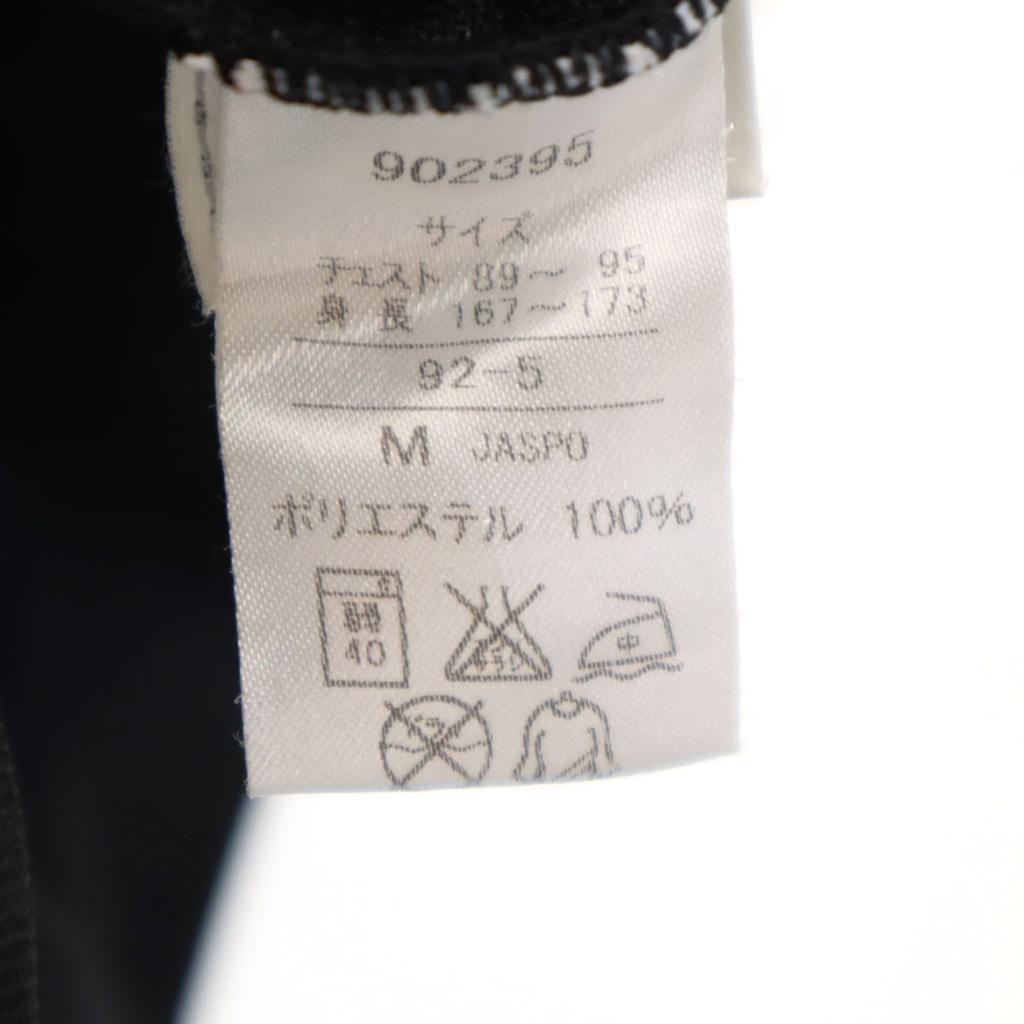 902395
サイズ
チェスト 89～ 95
身 長 167～173
92-5
M JASPO
ポリエステル 100%
40
中